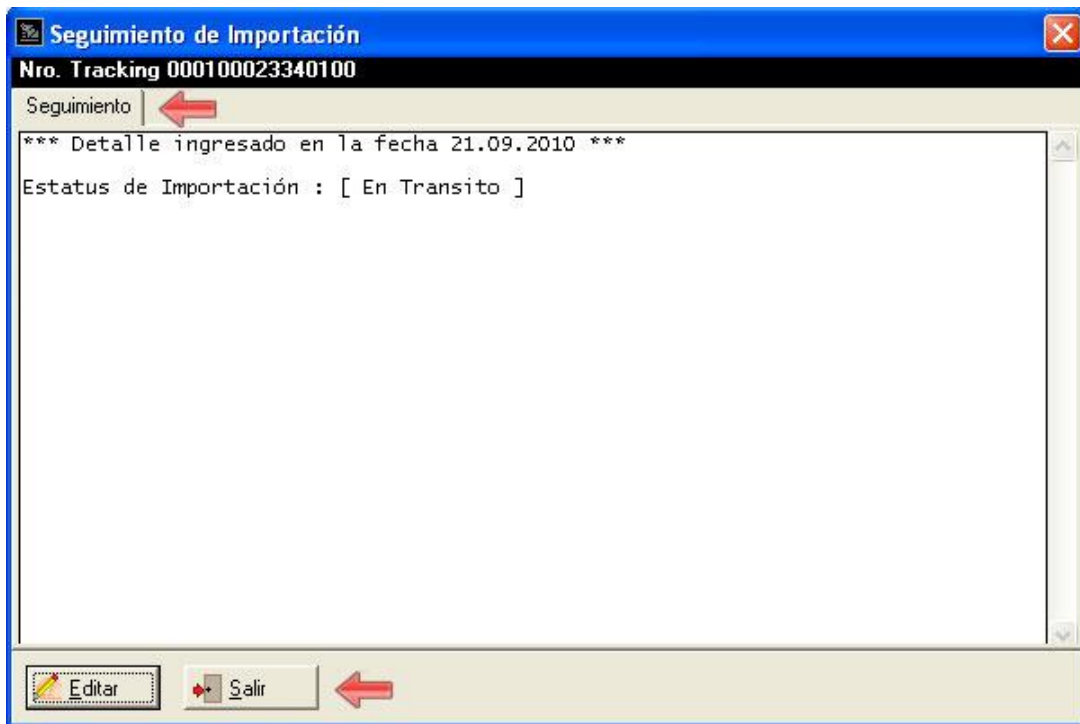 Seguimiento de Importación
Nro. Tracking 000100023340100
Seguimiento
*** Detalle ingresado en la fecha 21.09.2010 ***
Estatus de Importación : [ En Transito ]
Editar Salir